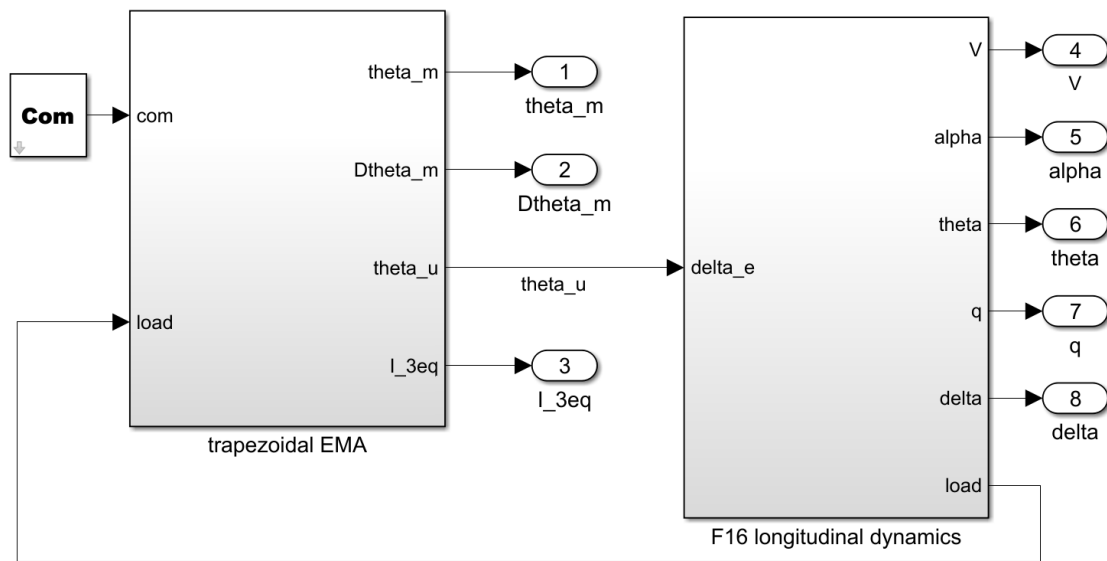 Com
com
load
theta_m
Dtheta_m
theta_u
I_3eq
trapezoidal EMA
1
theta_m
2
Dtheta_m
theta_u
3
I_3eq
delta_e
V
alpha
theta
q
delta
load
F16 longitudinal dynamics
4
V
5
alpha
6
theta
7
q
8
delta